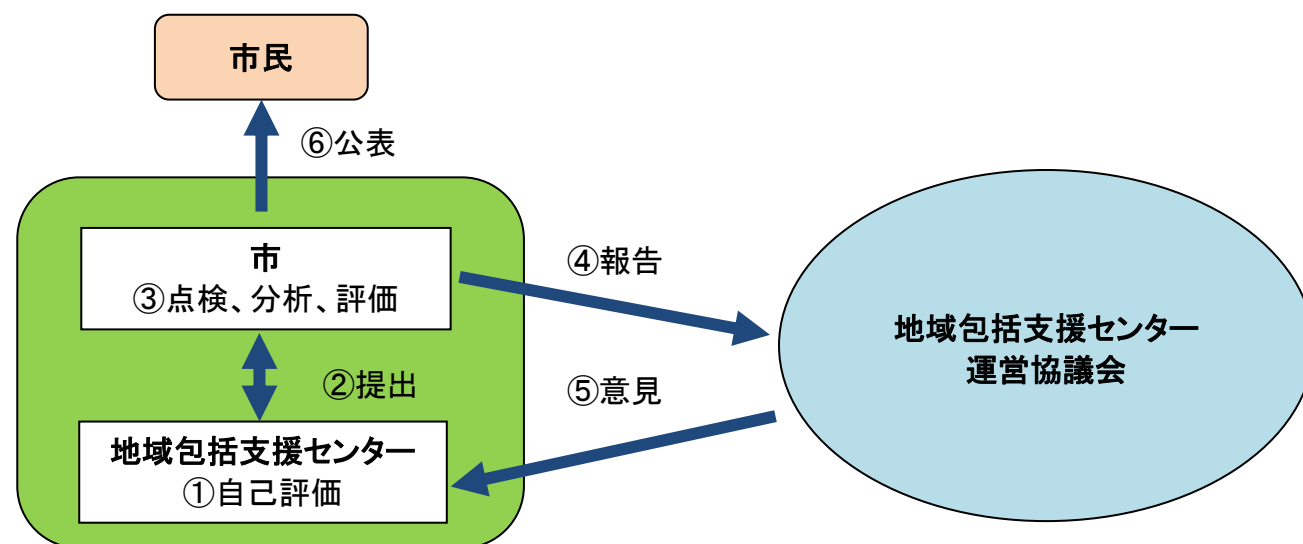 市民
⑥公表
市
③点検、分析、評価
④報告
地域包括支援センター
運営協議会
②提出
⑤意見
地域包括支援センター
①自己評価